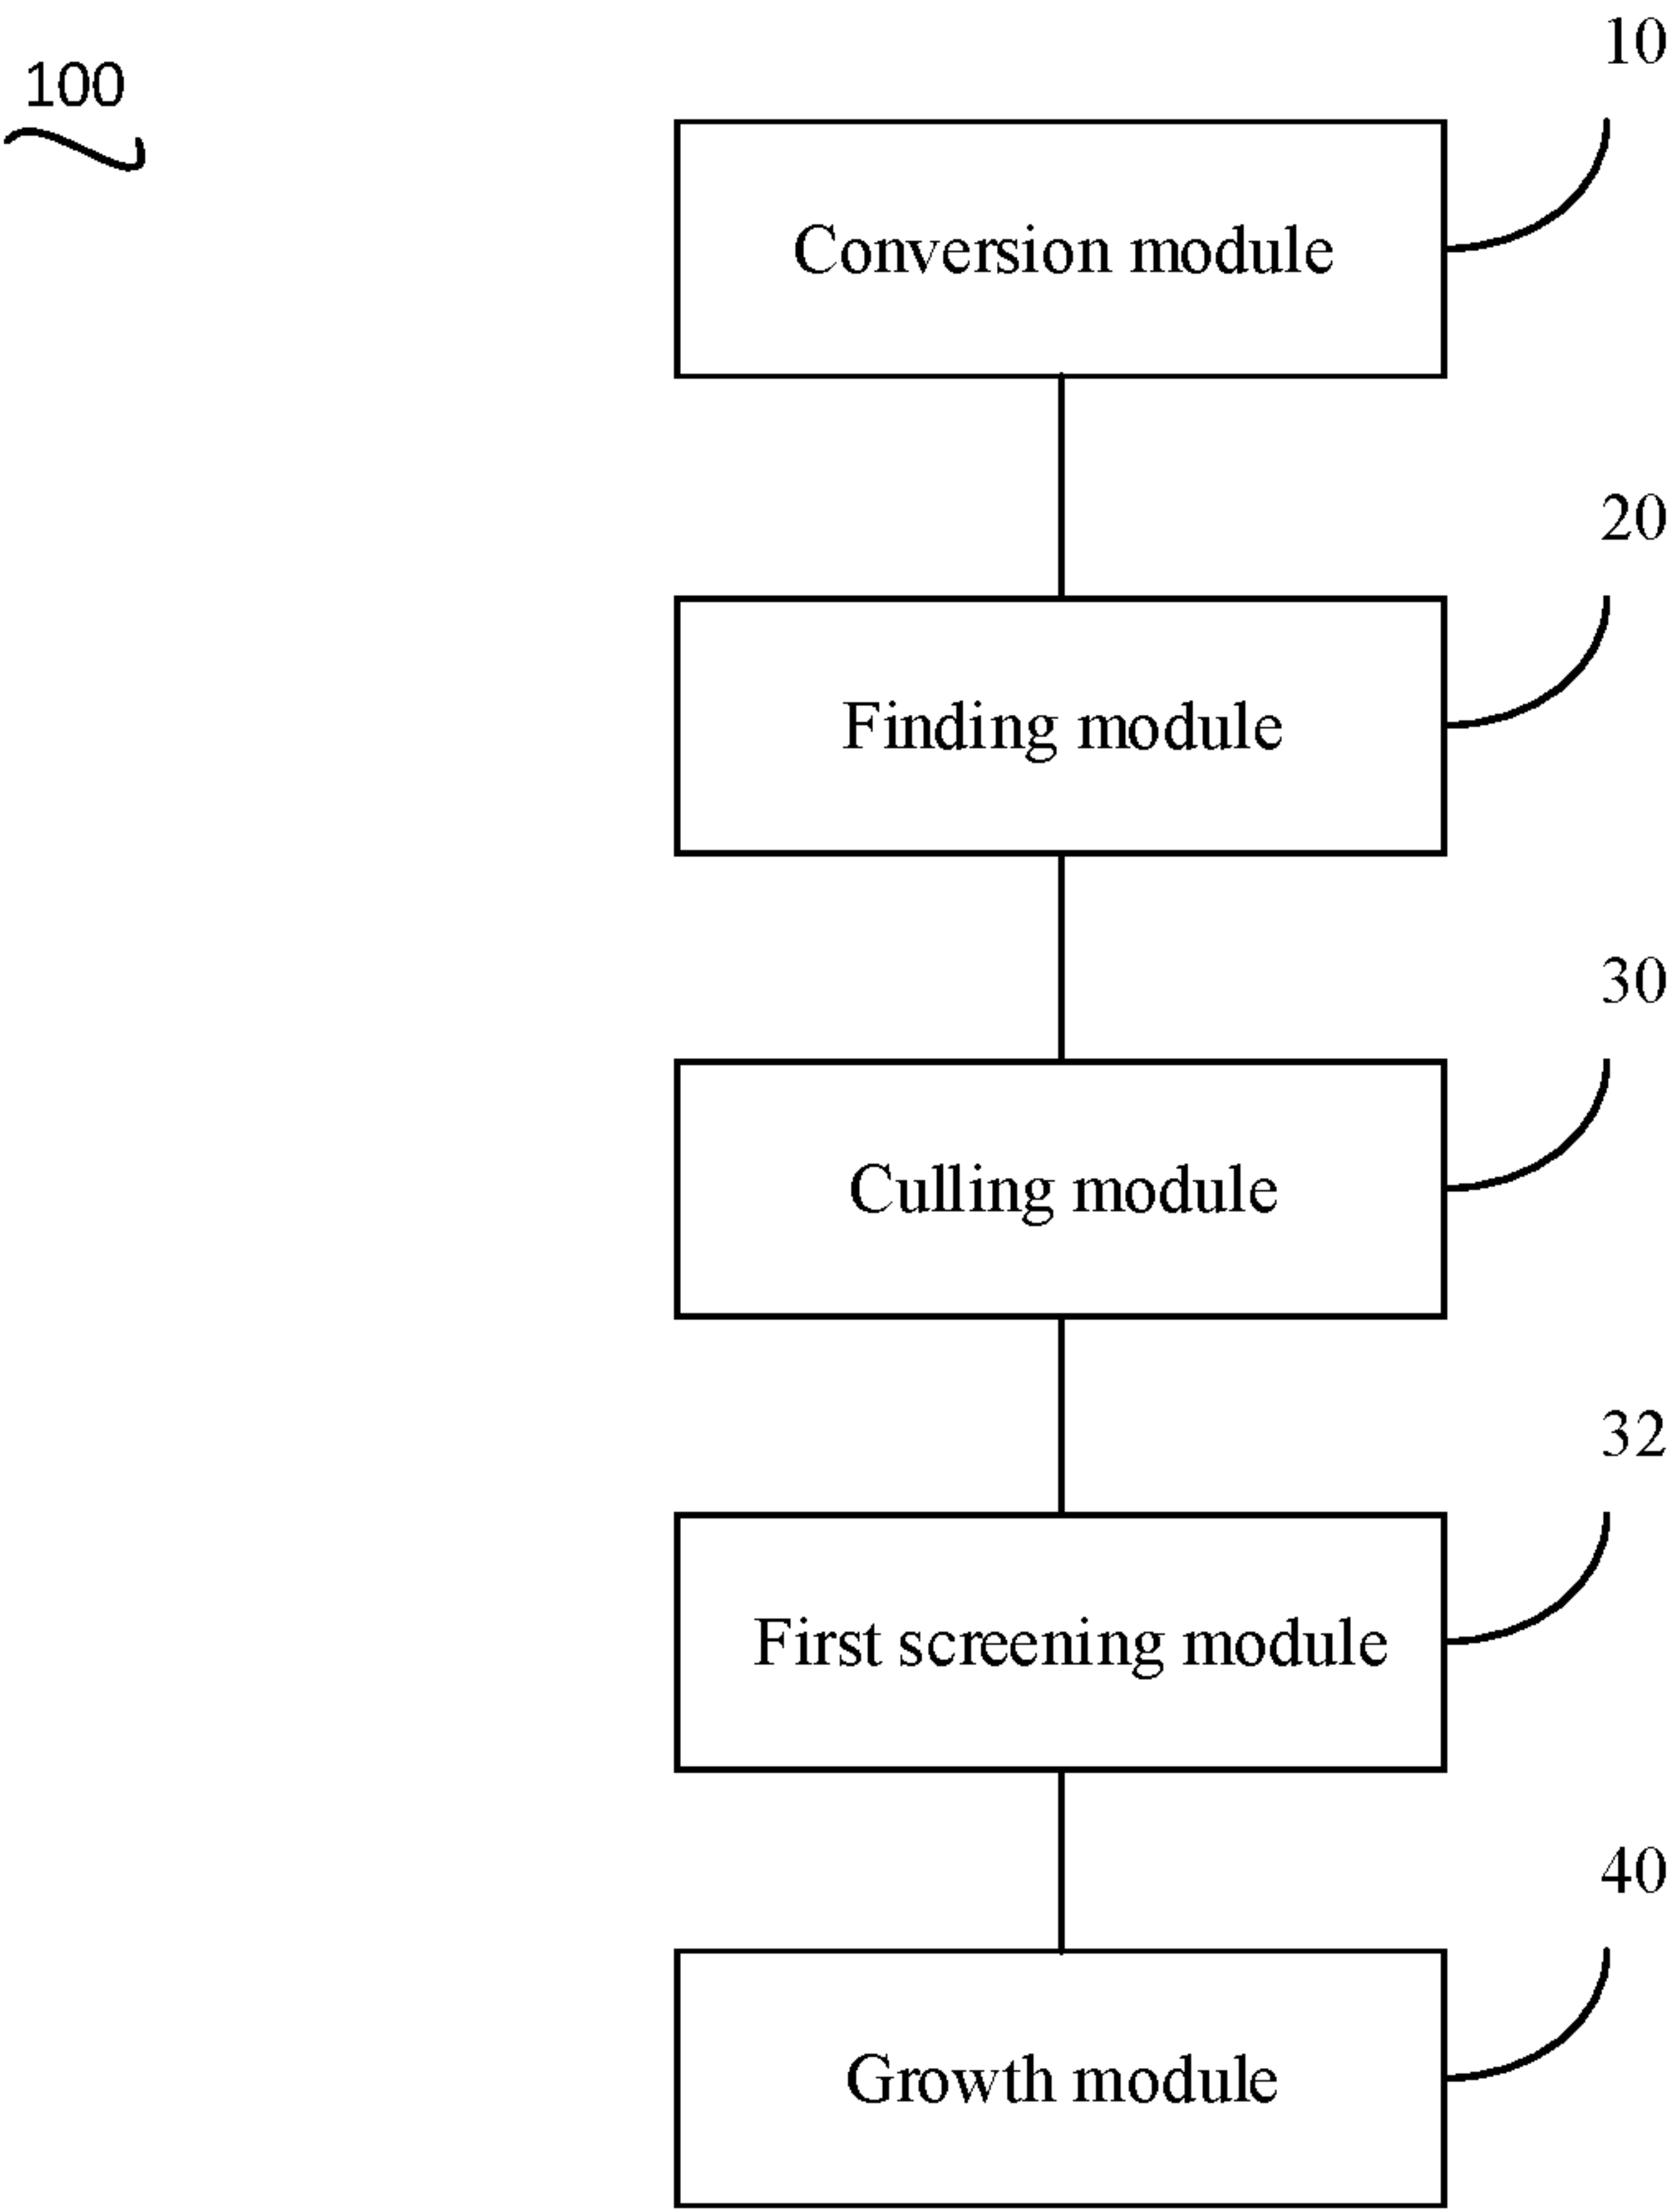 100
10
Conversion module
20
Finding module
30
Culling module
32
First screening module
40
Growth module